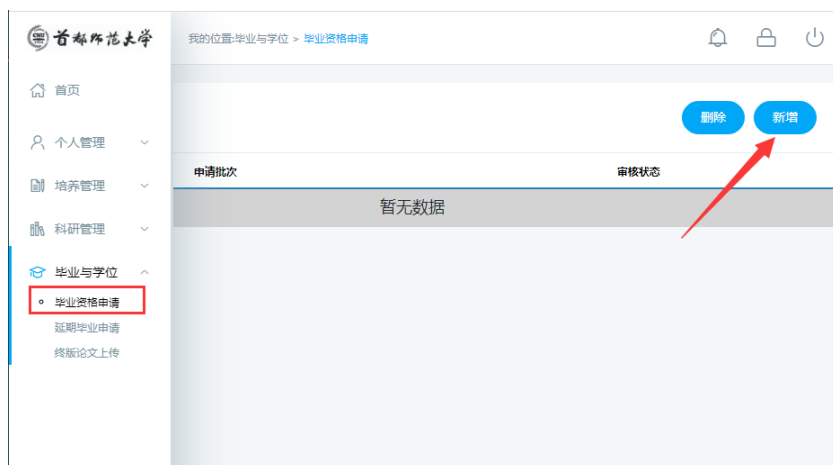 首都师范大学
我的位置:毕业与学位 > 毕业资格申请
首页
个人管理
培养管理
科研管理
毕业与学位
毕业资格申请
延期毕业申请
终版论文上传
删除 新增
申请批次 审核状态
暂无数据